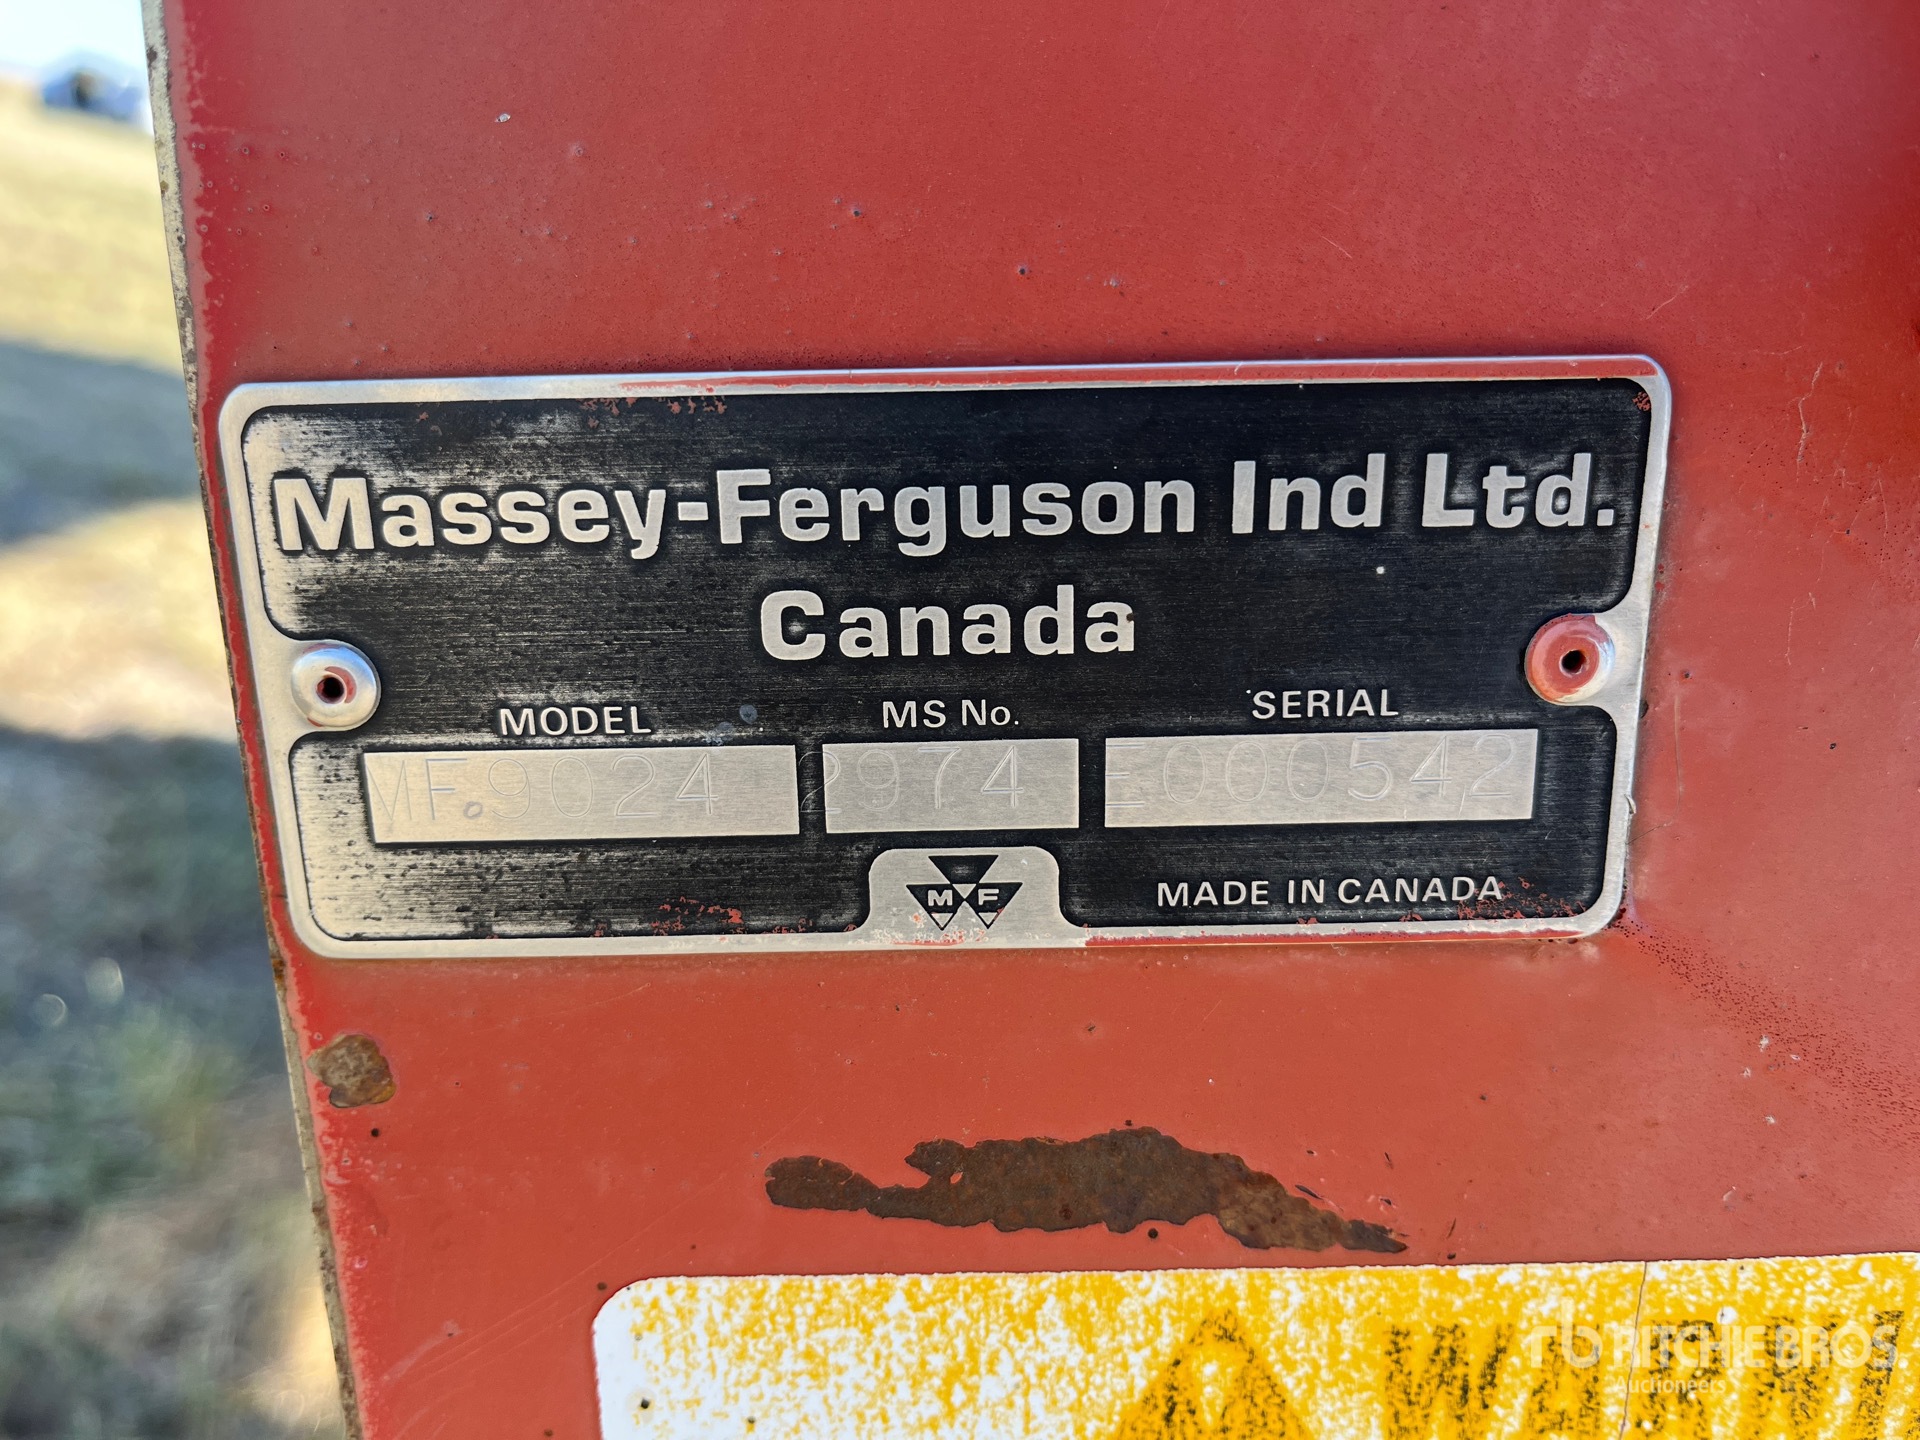 Massey-Ferguson Ind Ltd.
Canada
MODEL MS No. SERIAL
MF.9024 2974 E000542
M F
MADE IN CANADA
rb RITCHIE BROS
Auctioneers